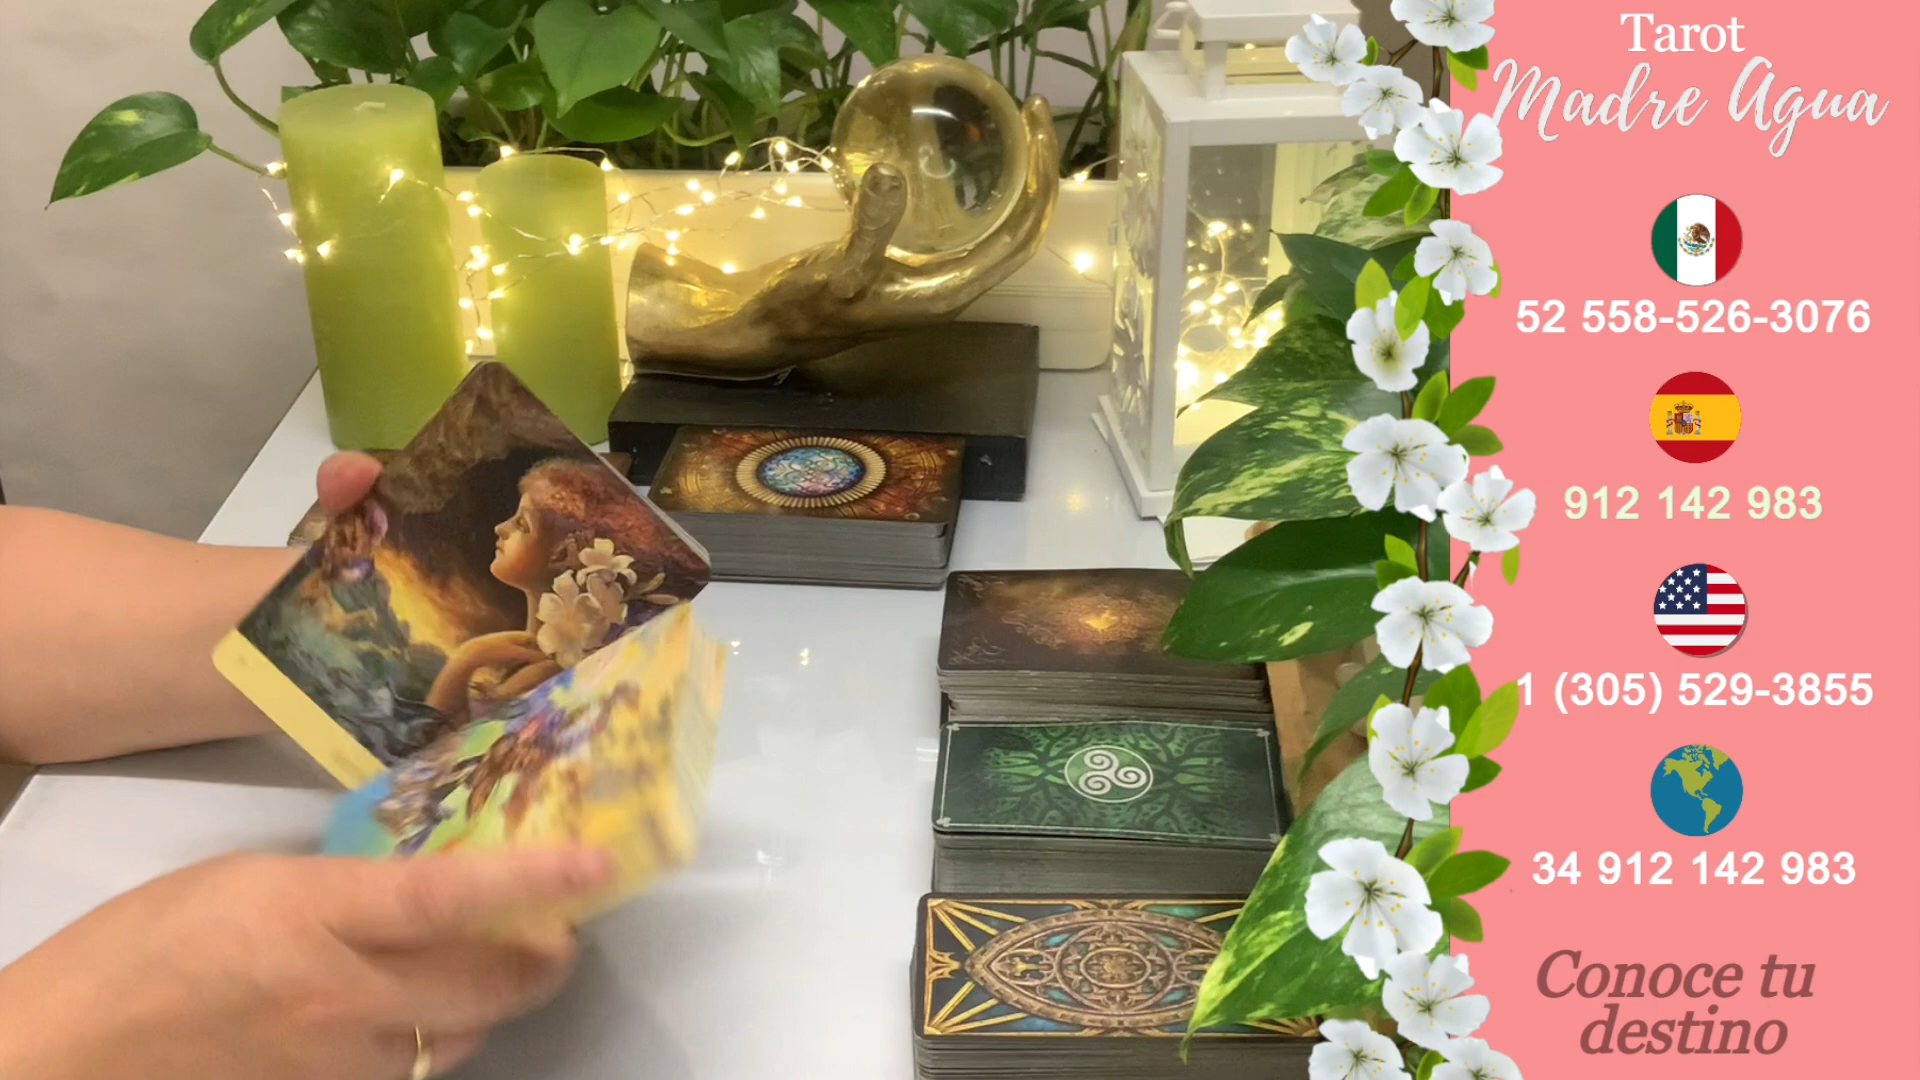 Tarot
Madre Agua
52 558-526-3076
912 142 983
1 (305) 529-3855
34 912 142 983
Conoce tu
destino